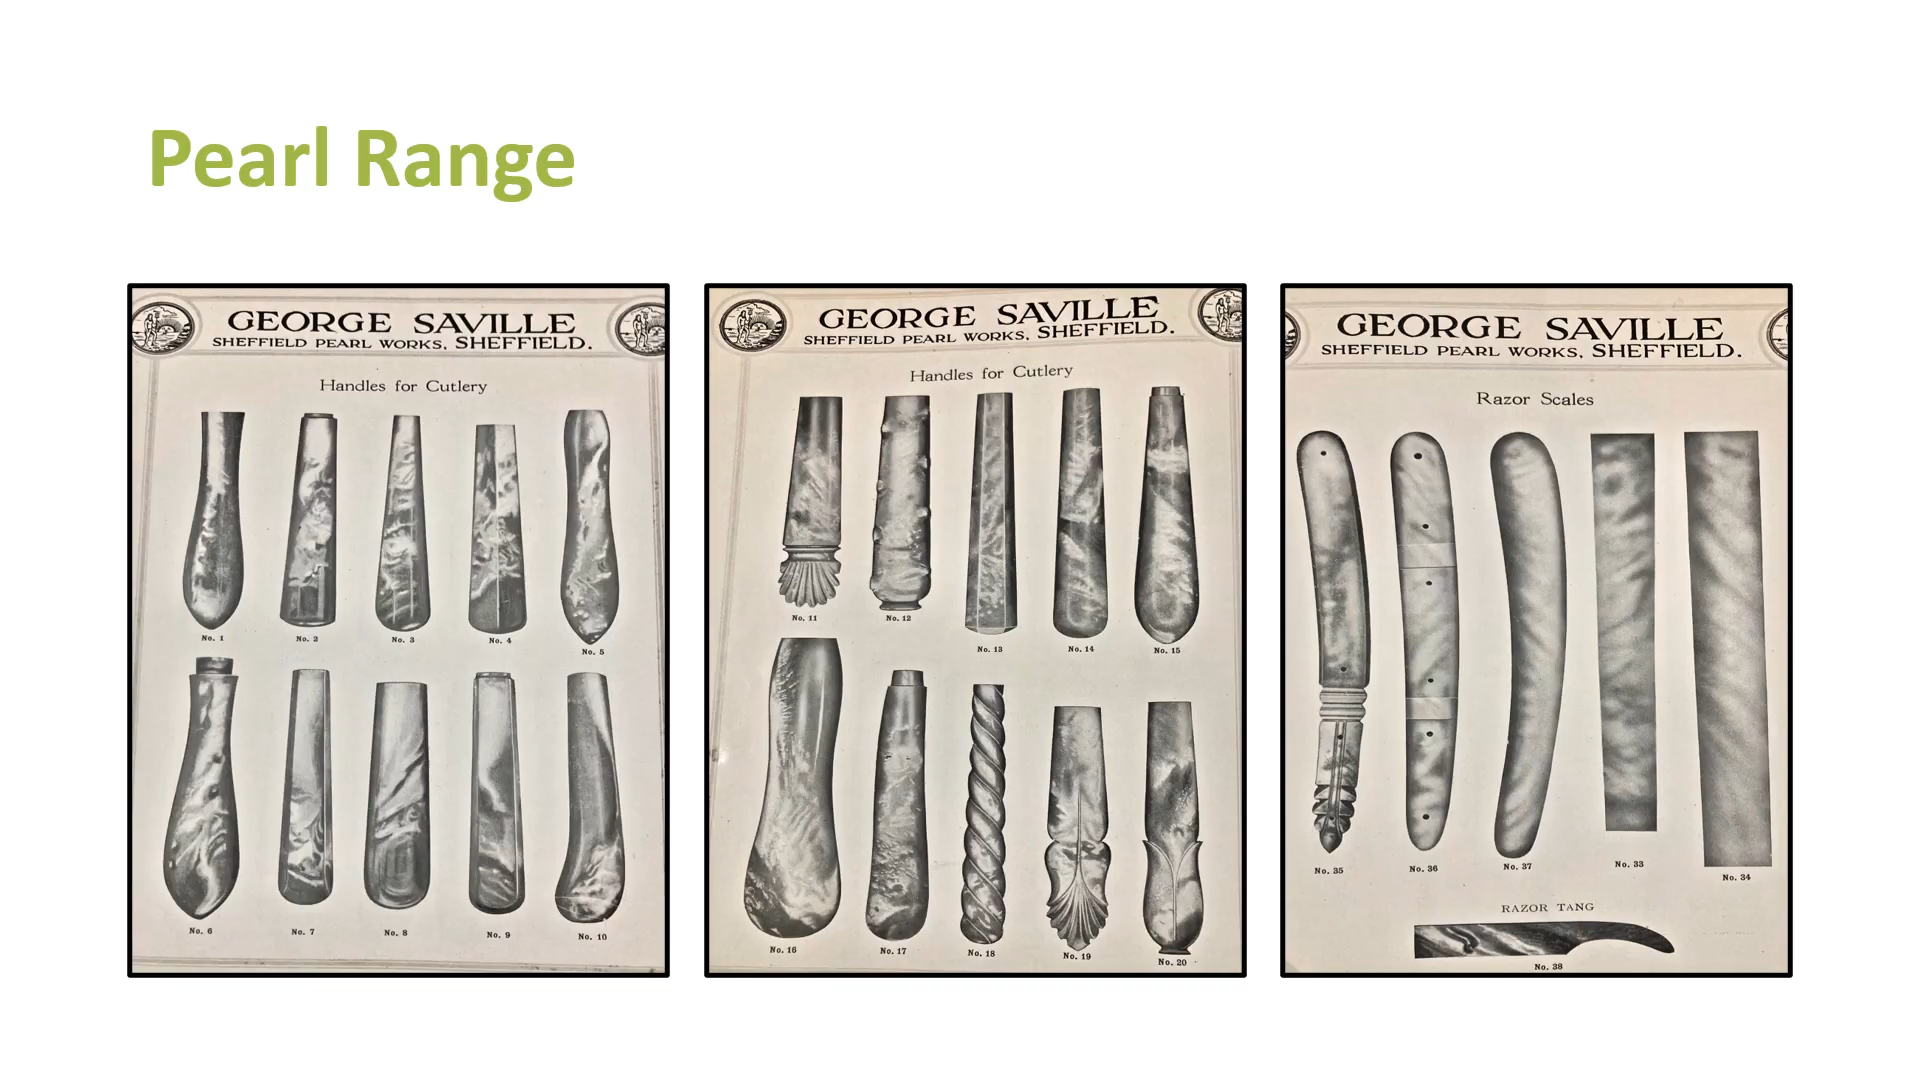 Pearl Range
GEORGE SAVILLE
SHEFFIELD PEARL WORKS, SHEFFIELD.
Handles for Cutlery
No. 1
No. 2
No. 3
No. 4
No. 5
No. 6
No. 7
No. 8
No. 9
No. 10
GEORGE SAVILLE
SHEFFIELD PEARL WORKS, SHEFFIELD.
Handles for Cutlery
No. 11
No. 12
No. 13
No. 14
No. 15
No. 16
No. 17
No. 18
No. 19
No. 20
GEORGE SAVILLE
SHEFFIELD PEARL WORKS, SHEFFIELD.
Razor Scales
No. 35
No. 36
No. 37
No. 33
No. 34
RAZOR TANG
No. 38